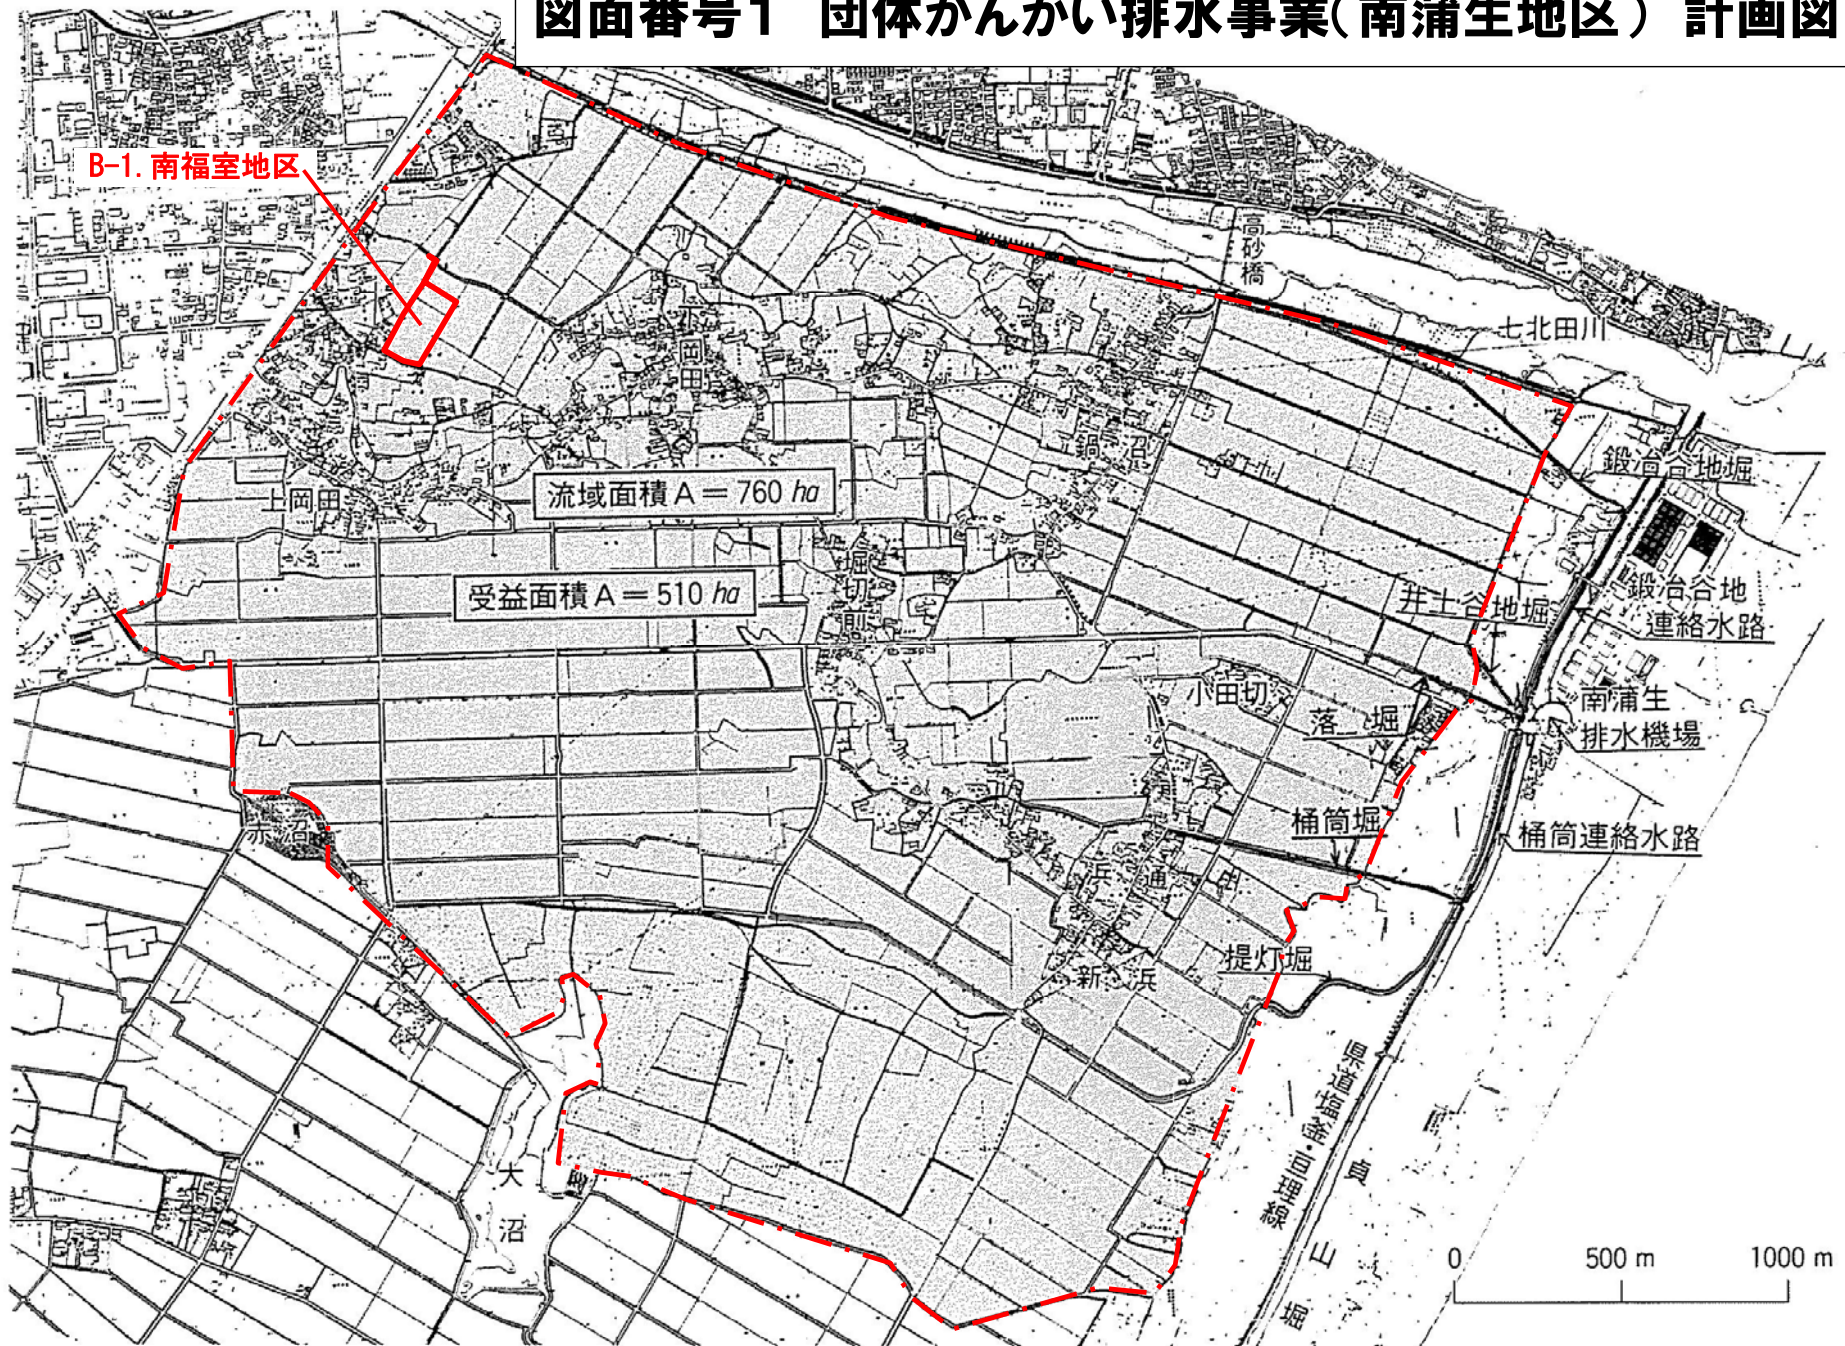 図面番号1 団体かんかい排水事業(南蒲生地区) 計画図
B-1. 南福室地区
高砂橋
七北田川
岡田
鍋沼
鍛冶谷地堀
上岡田
流域面積 A = 760 ha
堀切前
受益面積 A = 510 ha
井土谷地堀
鍛冶谷地
連絡水路
小田切
落堀
南蒲生
排水機場
赤沼
桶筒堀
桶筒連絡水路
浜通
新浜
提灯堀
県道塩釜・亘理線
大沼
貞山堀
0 500 m 1000 m